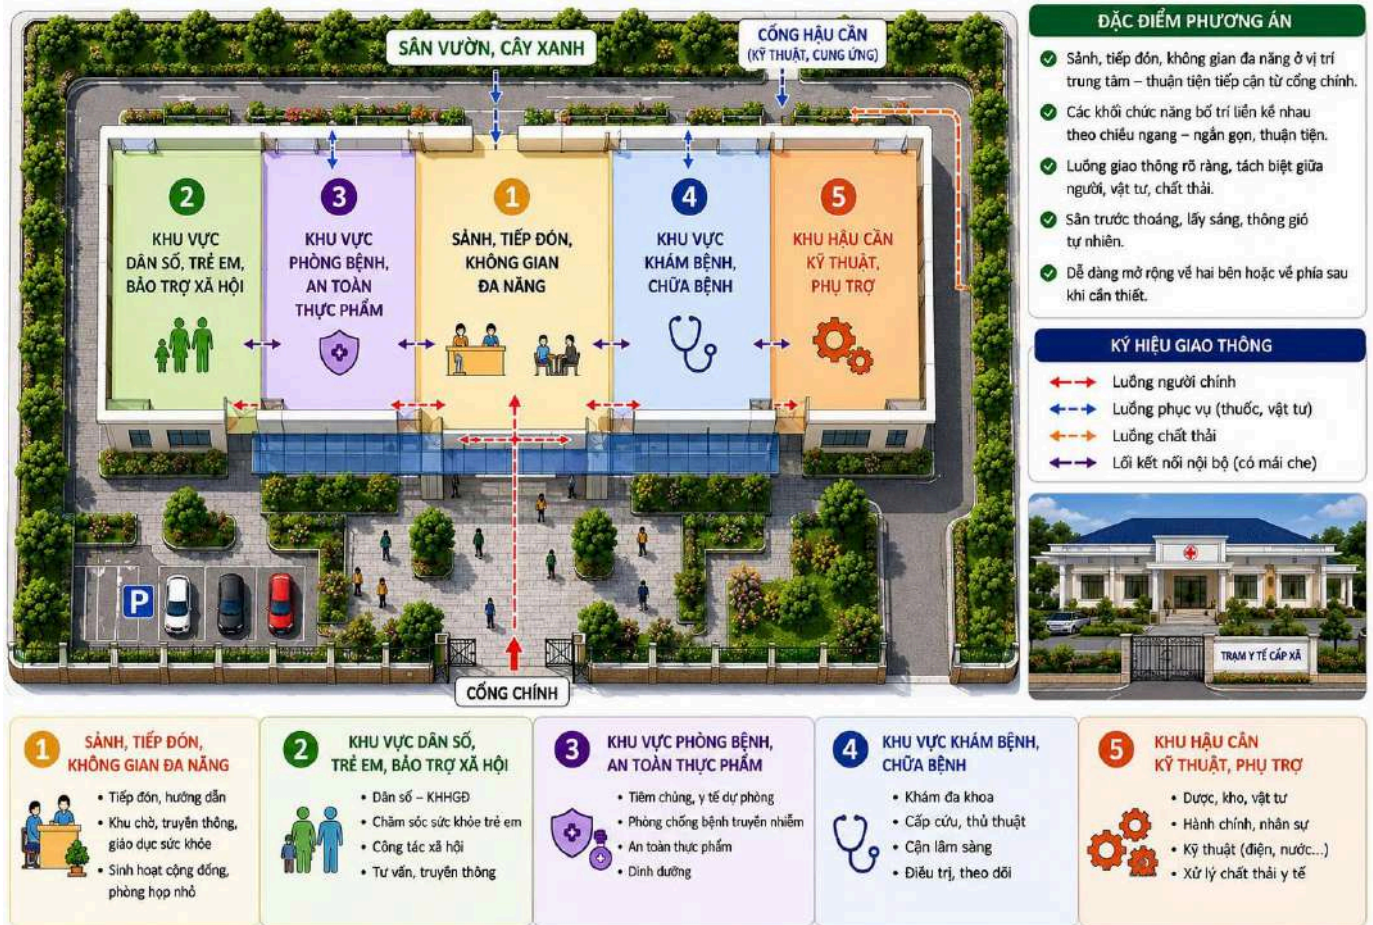 SÂN VƯỜN, CÂY XANH
CỔNG HẬU CẦN
(KỸ THUẬT, CUNG ỨNG)
2
KHU VỰC
DÂN SỐ, TRẺ EM,
BẢO TRỢ XÃ HỘI
3
KHU VỰC
PHÒNG BỆNH,
AN TOÀN
THỰC PHẨM
1
SẢNH, TIẾP ĐÓN,
KHÔNG GIAN
ĐA NĂNG
4
KHU VỰC
KHÁM BỆNH,
CHỮA BỆNH
5
KHU HẬU CẦN
KỸ THUẬT,
PHỤ TRỢ
P
CỔNG CHÍNH
ĐẶC ĐIỂM PHƯƠNG ÁN
Sảnh, tiếp đón, không gian đa năng ở vị trí
trung tâm – thuận tiện tiếp cận từ cổng chính.
Các khối chức năng bố trí liền kề nhau
theo chiều ngang – ngắn gọn, thuận tiện.
Luồng giao thông rõ ràng, tách biệt giữa
người, vật tư, chất thải.
Sân trước thoáng, lấy sáng, thông gió
tự nhiên.
Dễ dàng mở rộng về hai bên hoặc về phía sau
khi cần thiết.
KÝ HIỆU GIAO THÔNG
Luồng người chính
Luồng phục vụ (thuốc, vật tư)
Luồng chất thải
Lối kết nối nội bộ (có mái che)
TRẠM Y TẾ CẤP XÃ
1
SẢNH, TIẾP ĐÓN,
KHÔNG GIAN ĐA NĂNG
• Tiếp đón, hướng dẫn
• Khu chờ, truyền thông,
giáo dục sức khỏe
• Sinh hoạt cộng đồng,
phòng họp nhỏ
2
KHU VỰC DÂN SỐ,
TRẺ EM, BẢO TRỢ XÃ HỘI
• Dân số – KHHGĐ
• Chăm sóc sức khỏe trẻ em
• Công tác xã hội
• Tư vấn, truyền thông
3
KHU VỰC PHÒNG BỆNH,
AN TOÀN THỰC PHẨM
• Tiêm chủng, y tế dự phòng
• Phòng chống bệnh truyền nhiễm
• An toàn thực phẩm
• Dinh dưỡng
4
KHU VỰC KHÁM BỆNH,
CHỮA BỆNH
• Khám đa khoa
• Cấp cứu, thủ thuật
• Cận lâm sàng
• Điều trị, theo dõi
5
KHU HẬU CẦN
KỸ THUẬT, PHỤ TRỢ
• Dược, kho, vật tư
• Hành chính, nhân sự
• Kỹ thuật (điện, nước...)
• Xử lý chất thải y tế